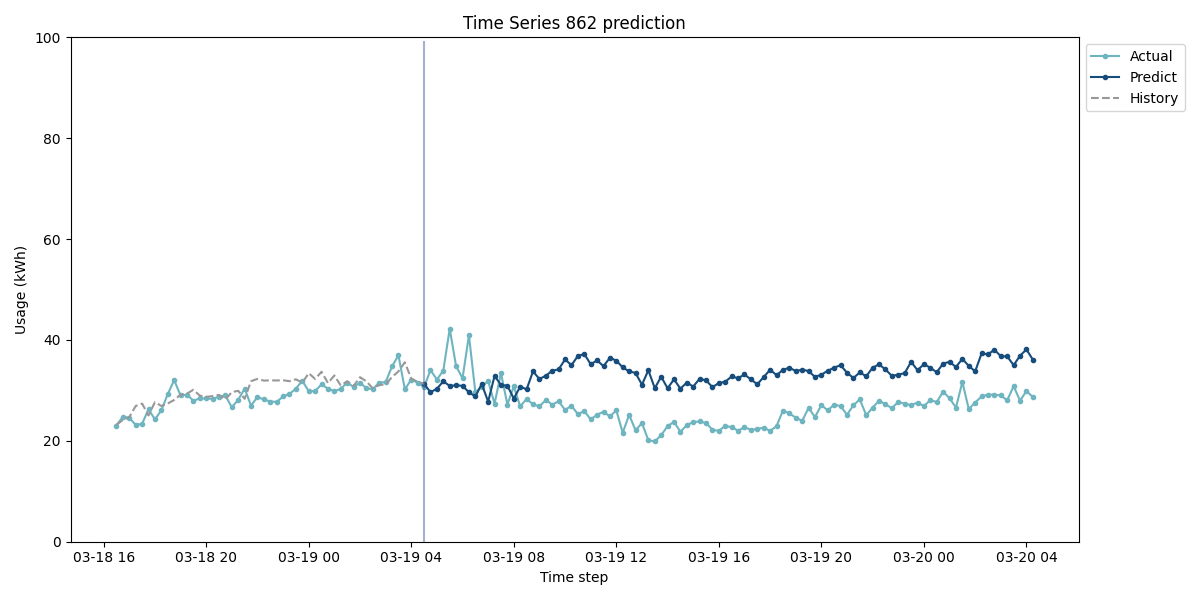 Time Series 862 prediction
100
80
60
40
20
0
Usage (kWh)
03-18 16 03-18 20 03-19 00 03-19 04 03-19 08 03-19 12 03-19 16 03-19 20 03-20 00 03-20 04
Time step
Actual
Predict
History